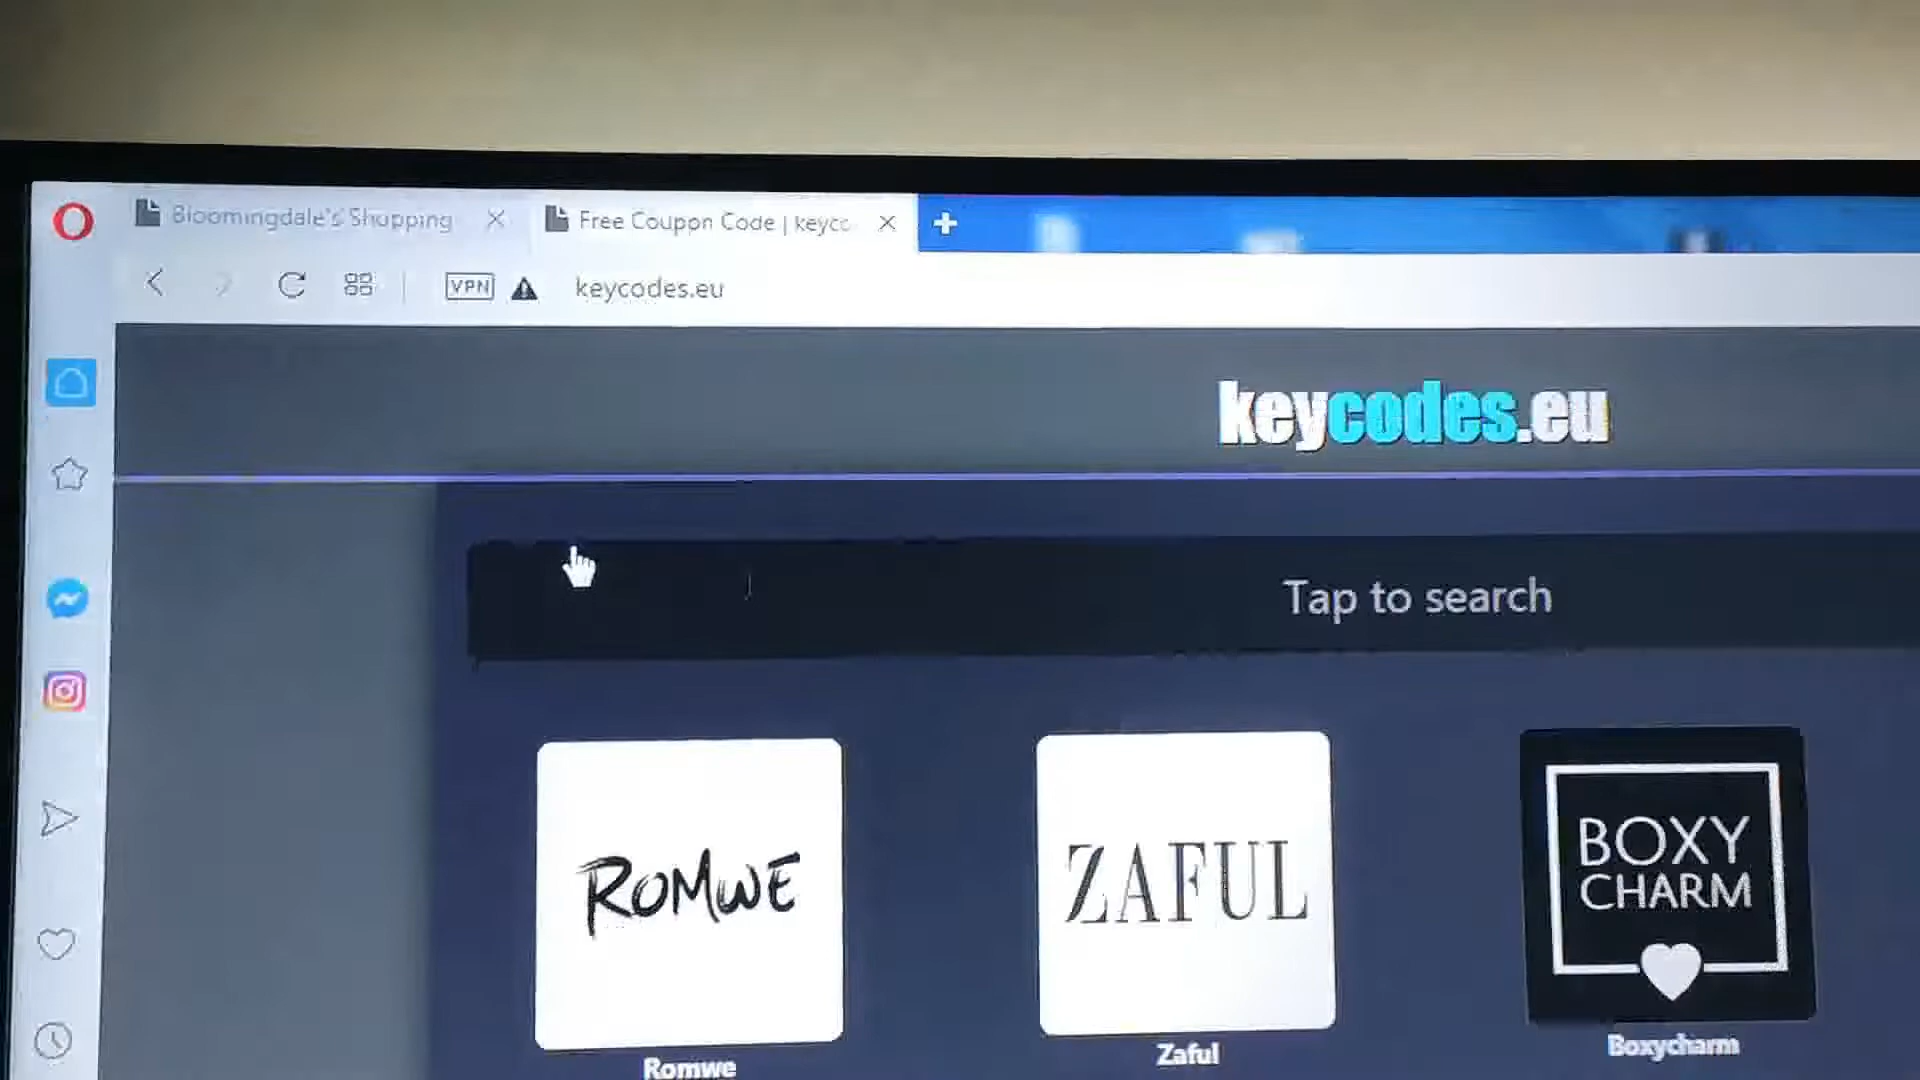 Bloomingdale's Shopping
Free Coupon Code | keyco
VPN
keycodes.eu
keycodes.eu
Tap to search
ROMWE
ZAFUL
BOXY
CHARM
Romwe
Zaful
Boxycharm